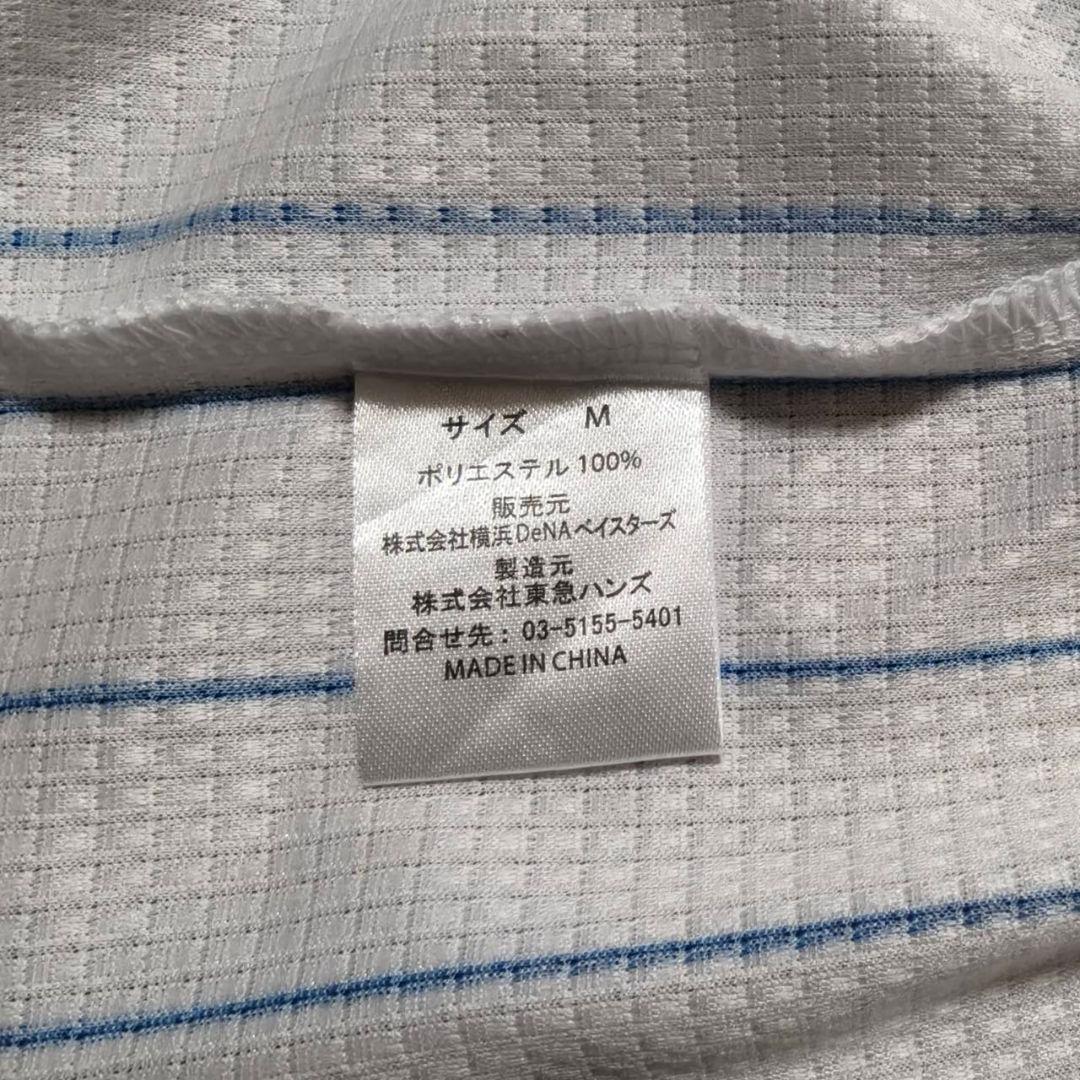 サイズ M
ポリエステル 100%
販売元
株式会社横浜DeNAベイスターズ
製造元
株式会社東急ハンズ
問合せ先：03-5155-5401
MADE IN CHINA